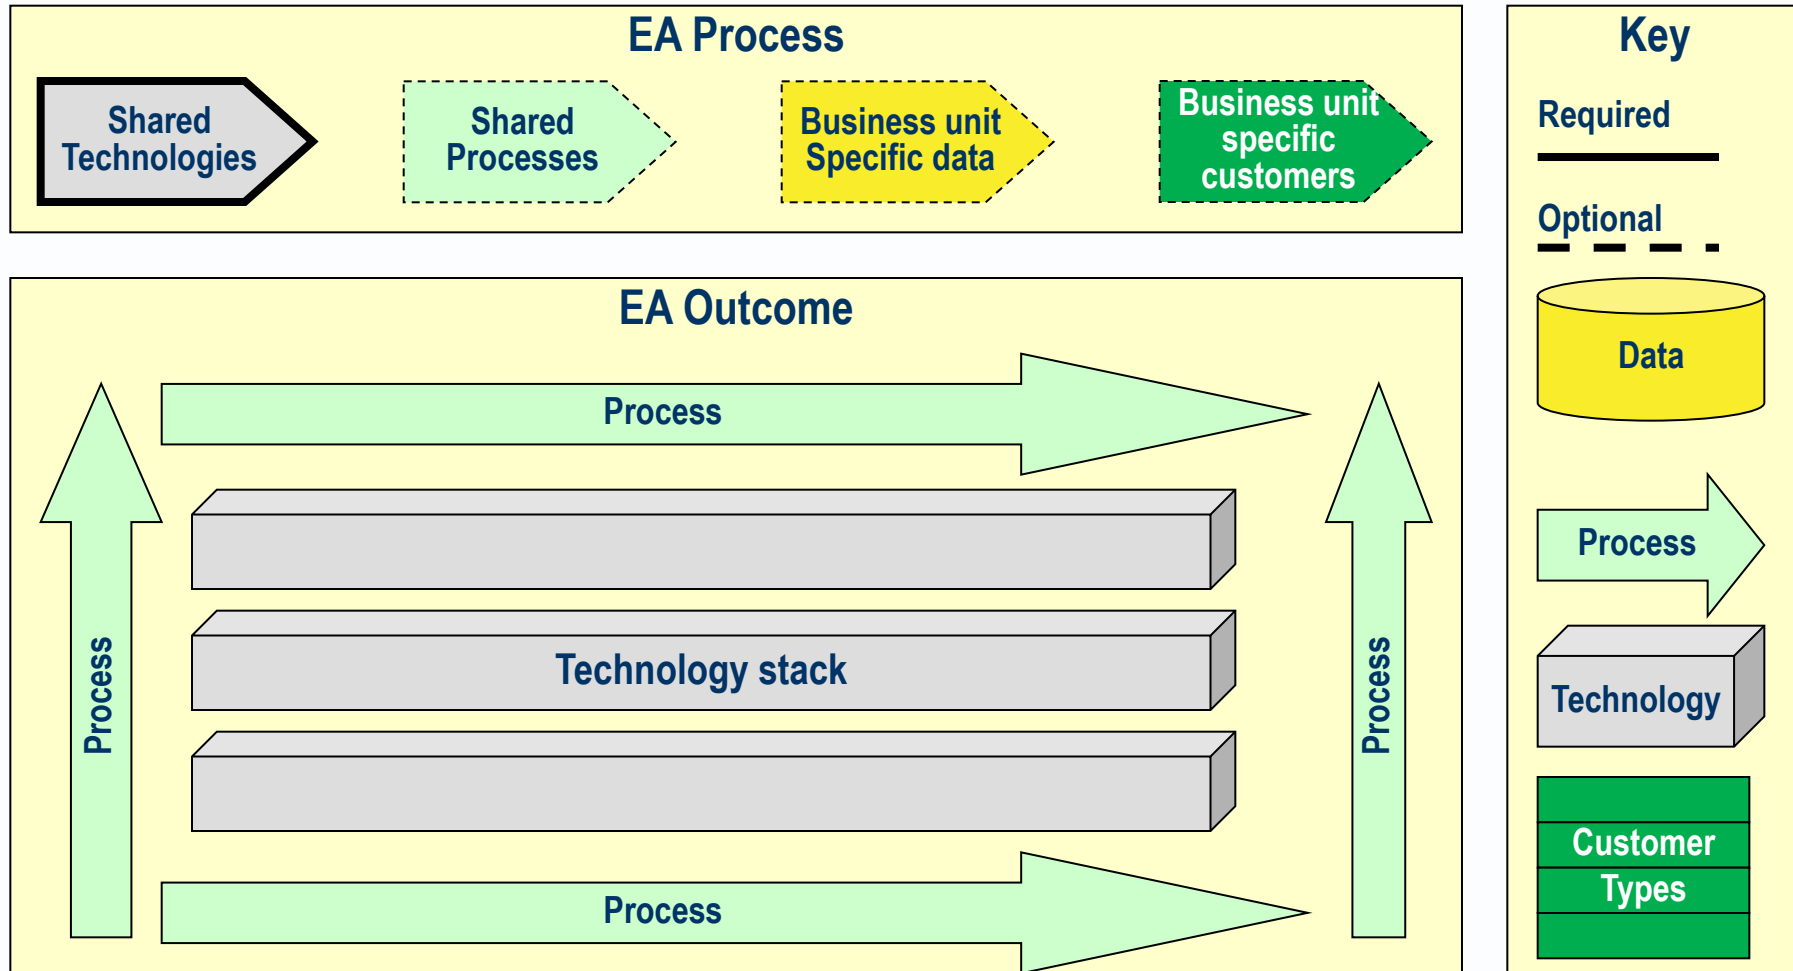 EA Process
Shared
Technologies
Shared
Processes
Business unit
Specific data
Business unit
specific
customers
EA Outcome
Process
Process
Technology stack
Process
Process
Key
Required
Optional
Data
Process
Technology
Customer
Types